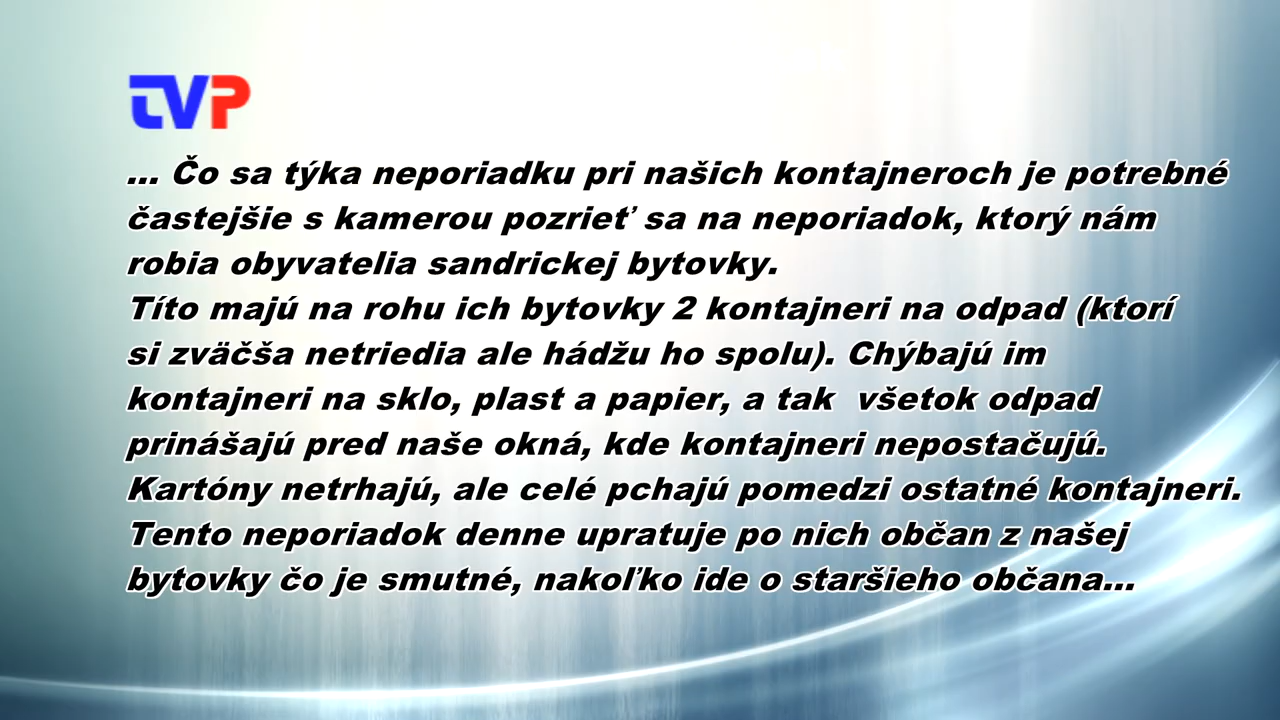 TVP
... Čo sa týka neporiadku pri našich kontajneroch je potrebné
častejšie s kamerou pozrieť sa na neporiadok, ktorý nám
robia obyvatelia sandrickej bytovky.
Títo majú na rohu ich bytovky 2 kontajneri na odpad (ktorí
si zväčša netriedia ale hádžu ho spolu). Chýbajú im
kontajneri na sklo, plast a papier, a tak  všetok odpad
prinášajú pred naše okná, kde kontajneri nepostačujú.
Kartóny netrhajú, ale celé pchajú pomedzi ostatné kontajneri.
Tento neporiadok denne upratuje po nich občan z našej
bytovky čo je smutné, nakoľko ide o staršieho občana...